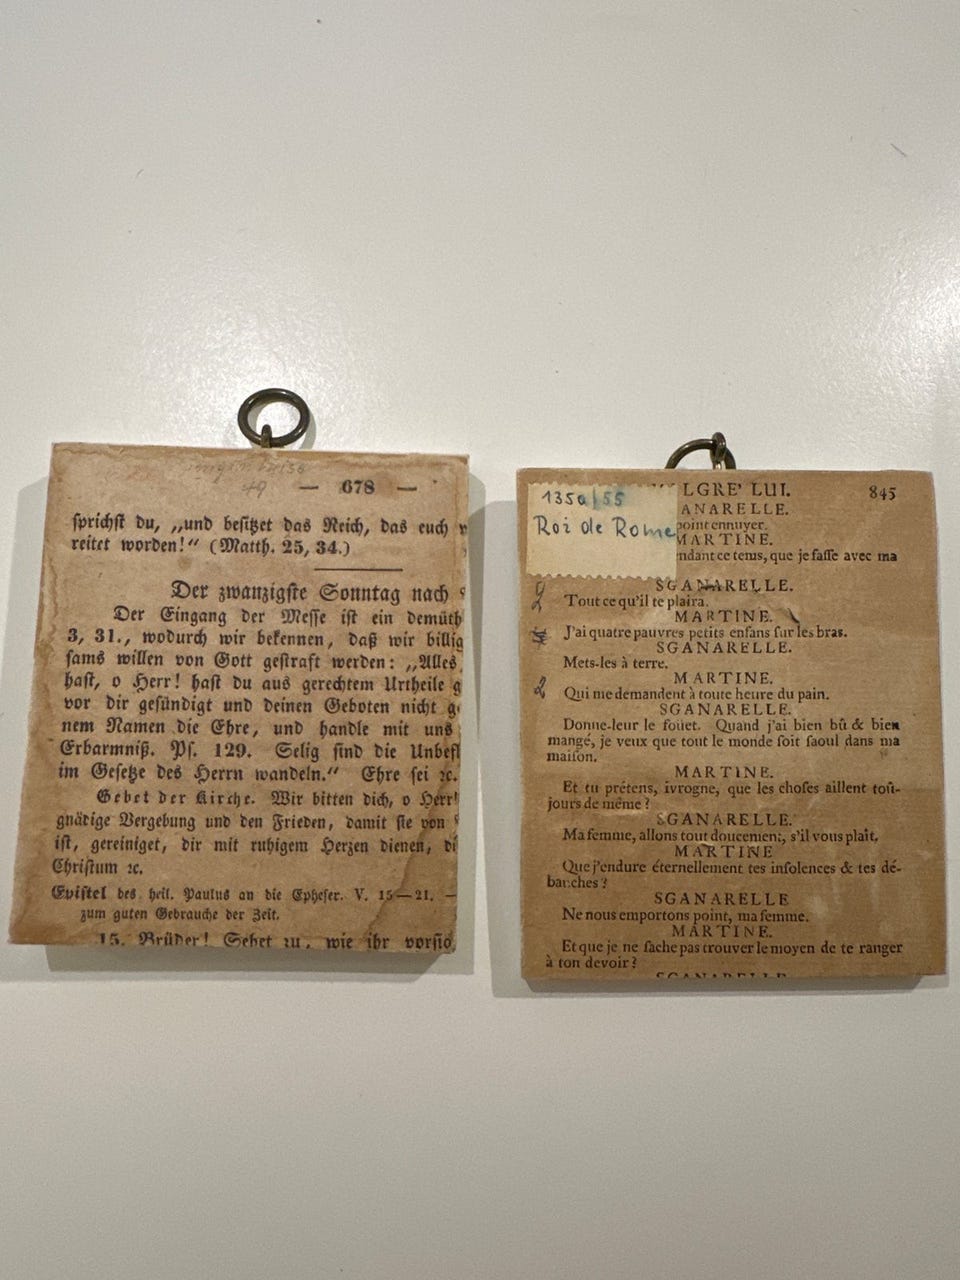 49
— 678 —
sprichst du, „und besitzet das Reich, das euch
reitet worden!“ (Matth. 25, 34.)
Der zwanzigste Sonntag nach
Der Eingang der Messe ist ein demüth
3, 31., wodurch wir bekennen, daß wir billig
sams willen von Gott gestraft werden: „Alles
hast, o Herr! hast du aus gerechtem Urtheile g
vor dir gesündigt und deinen Geboten nicht g
nem Namen die Ehre, und handle mit uns
Erbarmniß. Ps. 129. Selig sind die Unbefl
im Gesetze des Herrn wandeln.“ Ehre sei ꝛc.
Gebet der Kirche. Wir bitten dich, o Herr!
gnädige Vergebung und den Frieden, damit sie von
ist, gereiniget, dir mit ruhigem Herzen dienen, di
Christum ꝛc.
Epistel des heil. Paulus an die Epheser. V. 15—21. —
zum guten Gebrauche der Zeit.
15. Brüder! Sehet zu, wie ihr vorsic
1350/55
Roi de Rome
LGRE' LUI. 845
ANARELLE.
point ennuyer.
MARTINE.
ndant ce tems, que je faſſe avec ma
SGANARELLE.
Tout ce qu'il te plaira.
MARTINE.
J'ai quatre pauvres petits enfans ſur les bras.
SGANARELLE.
Mets-les à terre.
MARTINE.
Qui me demandent à toute heure du pain.
SGANARELLE.
Donne-leur le foüet. Quand j'ai bien bû & bien
mangé, je veux que tout le monde ſoit ſaoul dans ma
maiſon.
MARTINE.
Et tu prétens, ivrogne, que les choſes aillent toû-
jours de même ?
SGANARELLE.
Ma femme, allons tout doucement, s'il vous plaît.
MARTINE
Que j'endure éternellement tes inſolences & tes dé-
bauches ?
SGANARELLE
Ne nous emportons point, ma femme.
MARTINE.
Et que je ne ſache pas trouver le moyen de te ranger
à ton devoir ?
SGANARELLE